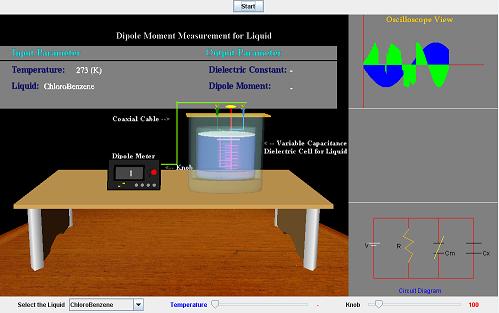 Start
Dipole Moment Measurement for Liquid
Oscilloscope View
Input Parameter Output Parameter
Temperature: 273 (K) Dielectric Constant: -
Liquid: ChloroBenzene Dipole Moment: -
Coaxial Cable -->
<-- Variable Capacitance
Dielectric Cell for Liquid
Dipole Meter
<-- Knob
1
V R Cm Cx
Circuit Diagram
Select the Liquid ChloroBenzene Temperature - Knob 100